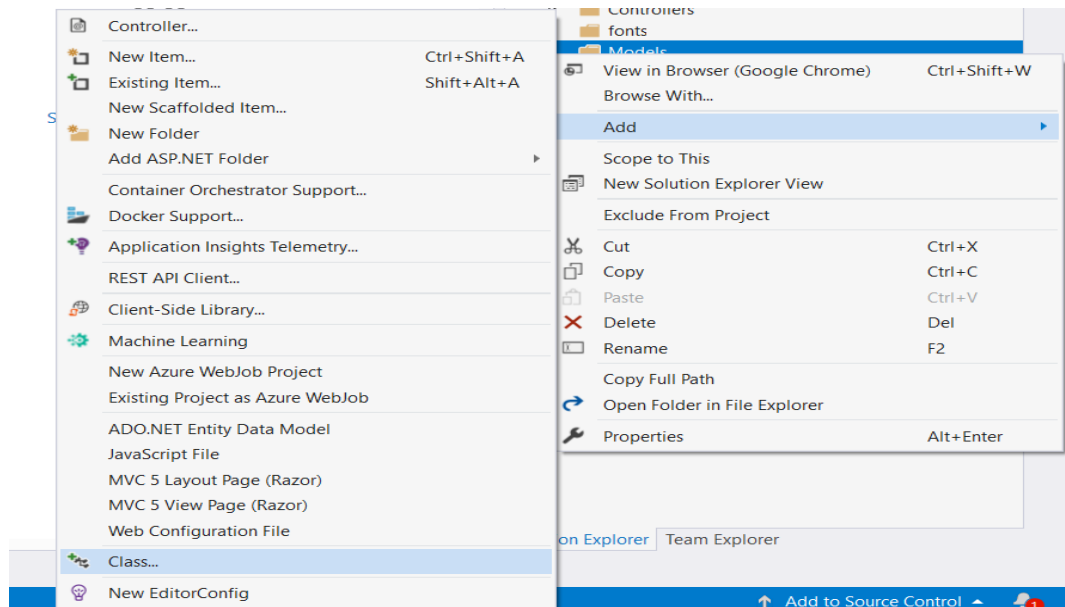 Controller...
New Item... Ctrl+Shift+A
Existing Item... Shift+Alt+A
New Scaffolded Item...
New Folder
Add ASP.NET Folder
Container Orchestrator Support...
Docker Support...
Application Insights Telemetry...
REST API Client...
Client-Side Library...
Machine Learning
New Azure WebJob Project
Existing Project as Azure WebJob
ADO.NET Entity Data Model
JavaScript File
MVC 5 Layout Page (Razor)
MVC 5 View Page (Razor)
Web Configuration File
Class...
New EditorConfig
Controllers
fonts
Models
View in Browser (Google Chrome) Ctrl+Shift+W
Browse With...
Add
Scope to This
New Solution Explorer View
Exclude From Project
Cut Ctrl+X
Copy Ctrl+C
Paste Ctrl+V
Delete Del
Rename F2
Copy Full Path
Open Folder in File Explorer
Properties Alt+Enter
on Explorer Team Explorer
Add to Source Control
1
S